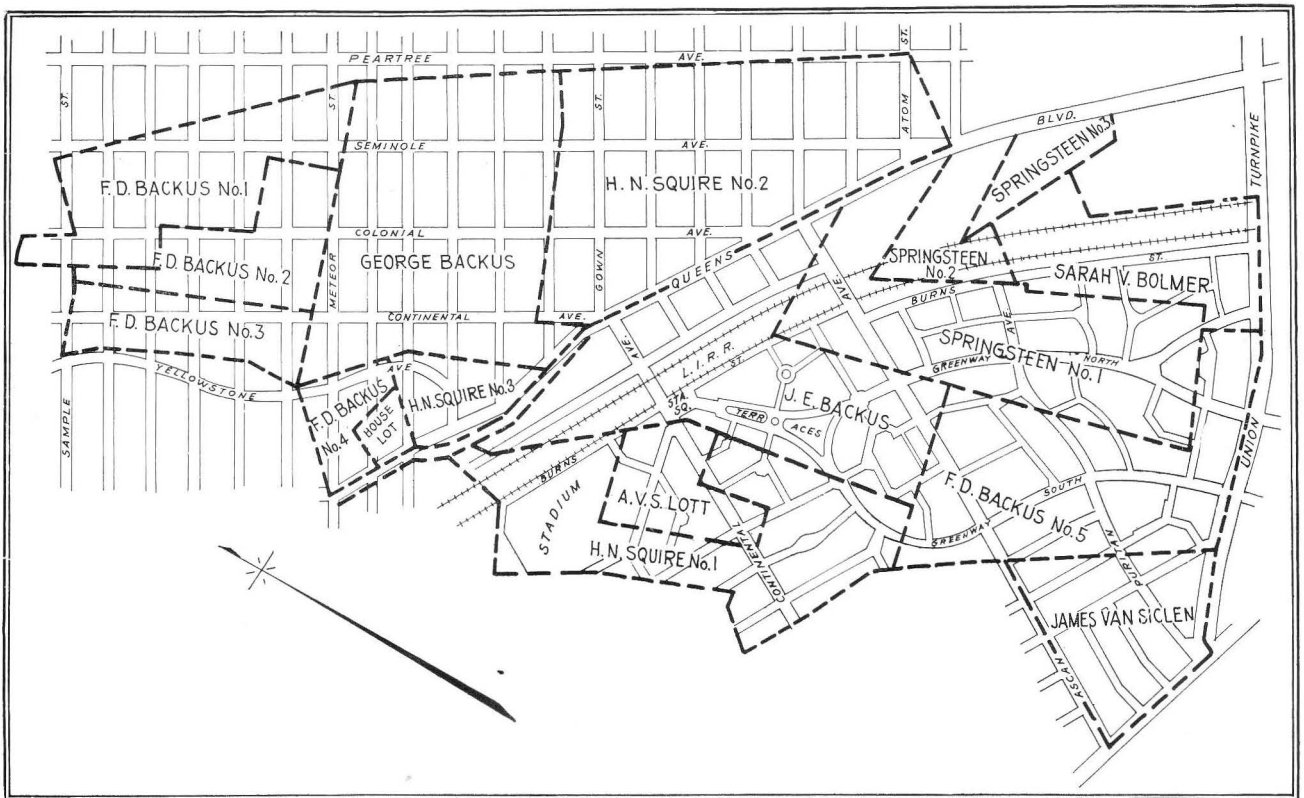 PEARTREE AVE.
ST.
ST.
ST.
ST.
ATOM
BLVD.
TURNPIKE
SEMINOLE AVE.
SPRINGSTEEN No.3
F. D. BACKUS No.1
H. N. SQUIRE No.2
COLONIAL AVE.
F.D. BACKUS No.2
GEORGE BACKUS
METEOR
GOWN
QUEENS
SPRINGSTEEN
No.2
SARAH V. BOLMER
ST.
BURNS
AVE.
AVE.
F. D. BACKUS No.3
CONTINENTAL AVE.
AVE.
L.I.R.R.
ST.
SPRINGSTEEN No.1
GREENWAY NORTH
YELLOWSTONE AVE
SAMPLE
F. D. BACKUS
No.4
HOUSE
LOT
H.N. SQUIRE No.3
STA.
SQ.
TERR ACES
J. E. BACKUS
UNION
BURNS
STADIUM
A.V.S. LOTT
H. N. SQUIRE No.1
CONTINENTAL
F. D. BACKUS No.5
GREENWAY SOUTH
PURITAN
JAMES VAN SICLEN
ASCAN